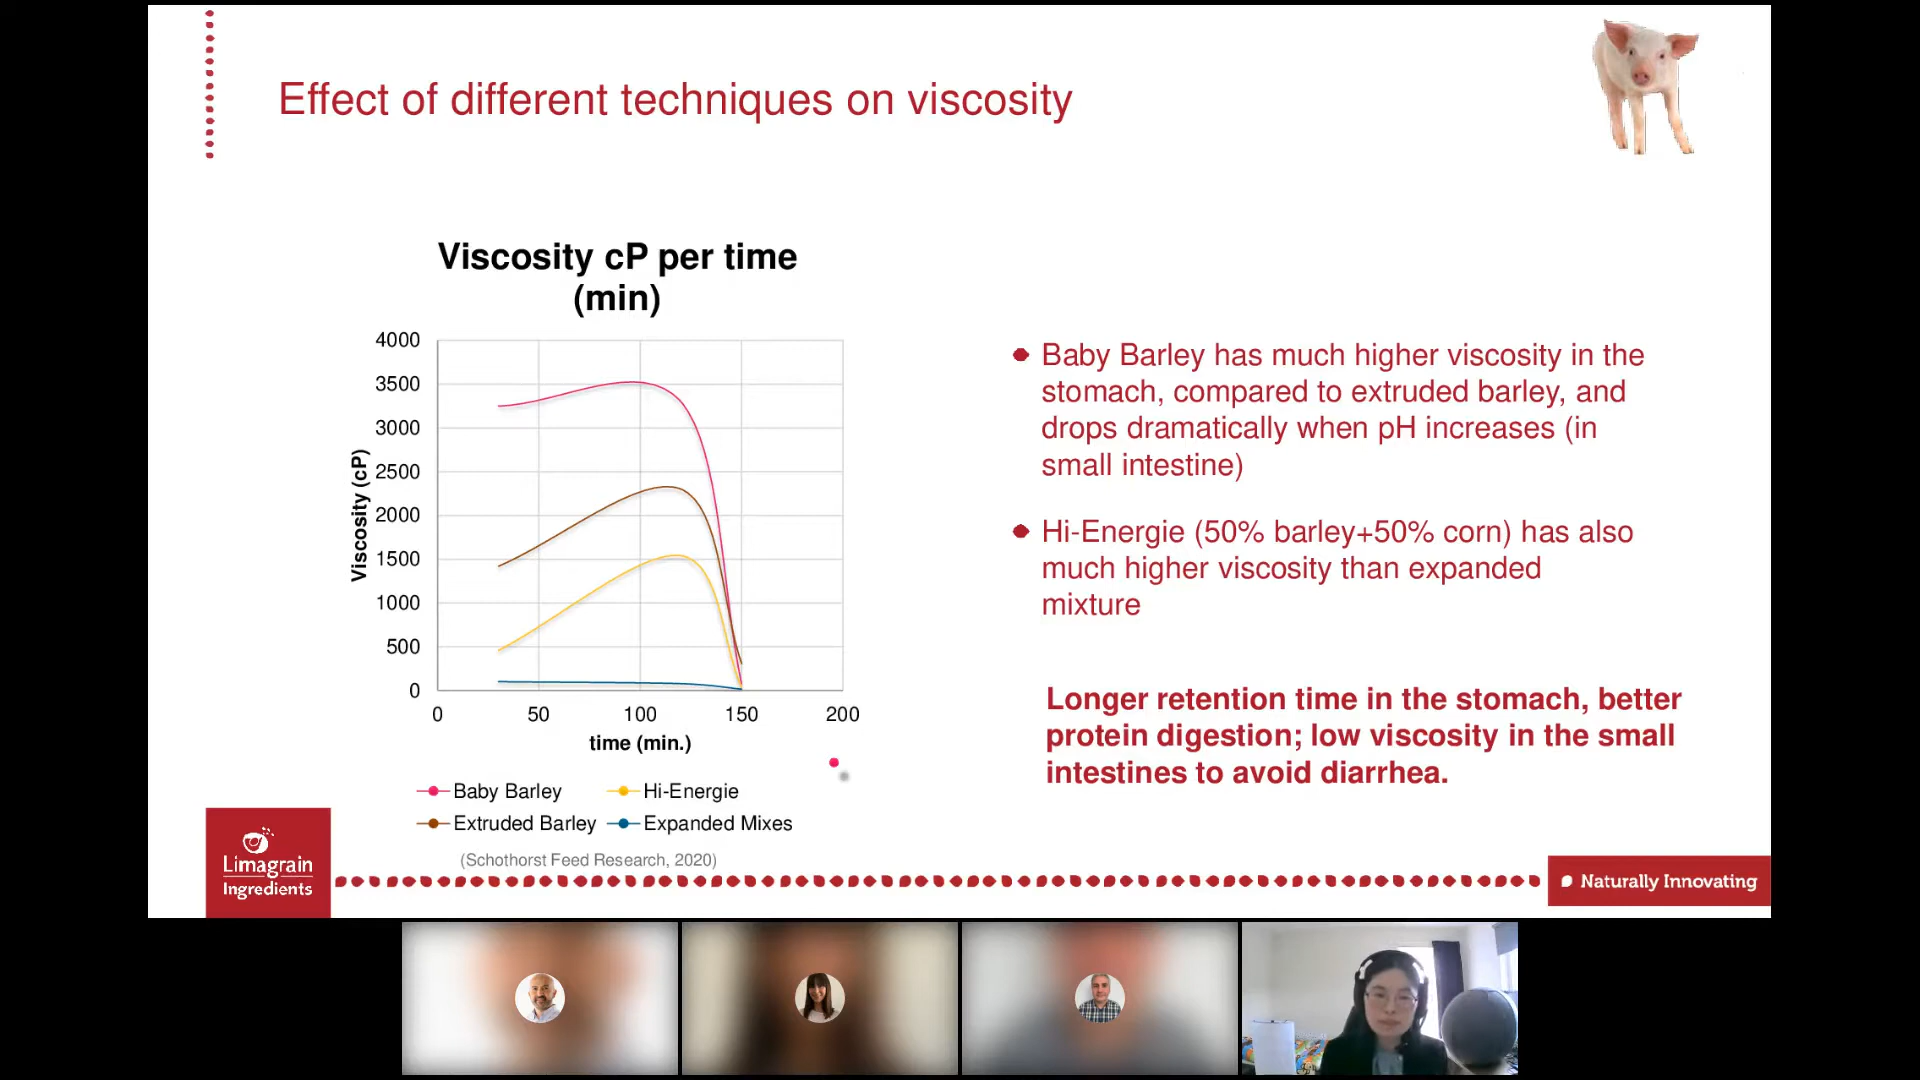 Effect of different techniques on viscosity
Viscosity cP per time
(min)
4000
3500
3000
2500
2000
1500
1000
500
0
Viscosity (cP)
0 50 100 150 200
time (min.)
Baby Barley Hi-Energie
Extruded Barley Expanded Mixes
(Schothorst Feed Research, 2020)
Baby Barley has much higher viscosity in the
stomach, compared to extruded barley, and
drops dramatically when pH increases (in
small intestine)
Hi-Energie (50% barley+50% corn) has also
much higher viscosity than expanded
mixture
Longer retention time in the stomach, better
protein digestion; low viscosity in the small
intestines to avoid diarrhea.
Limagrain
Ingredients
Naturally Innovating